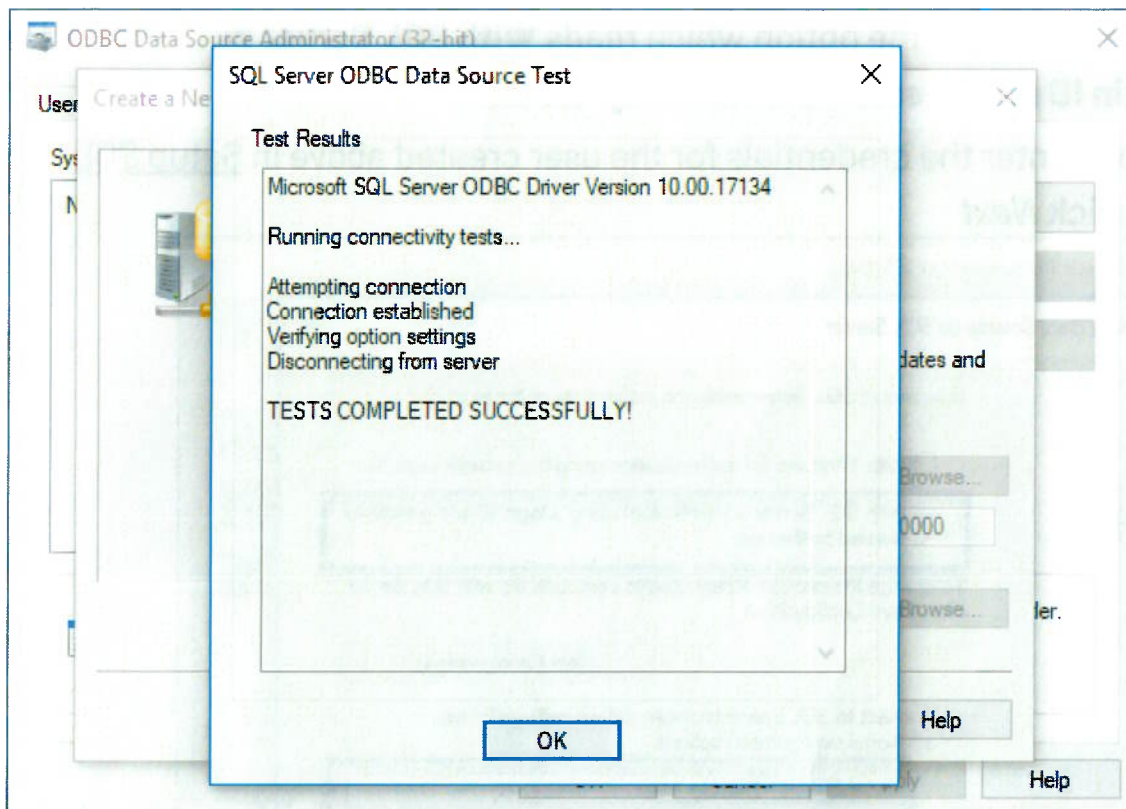 ODBC Data Source Administrator (32-bit)
SQL Server ODBC Data Source Test
Create a Ne
User
Test Results
Sys
Microsoft SQL Server ODBC Driver Version 10.00.17134
N
Running connectivity tests...
Attempting connection
Connection established
Verifying option settings
Disconnecting from server
dates and
TESTS COMPLETED SUCCESSFULLY!
Browse...
0000
Browse...
der.
Help
OK
Help